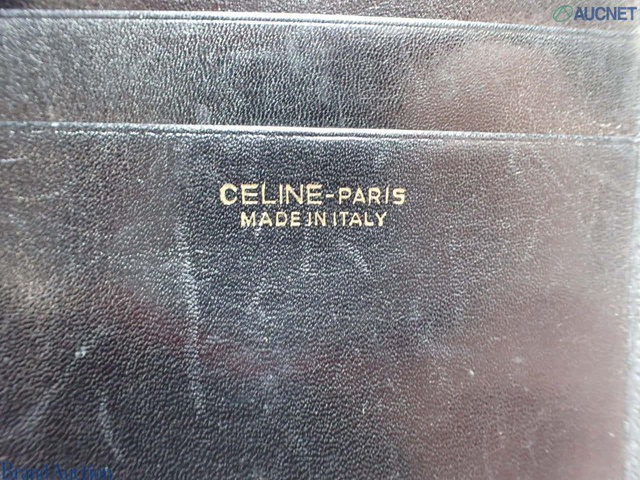 AUCNET
CELINE-PARIS
MADE IN ITALY
Brand Auction